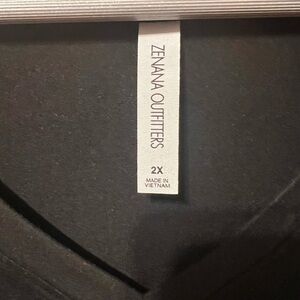 ZENANA OUTFITTERS
2X
MADE IN
VIETNAM